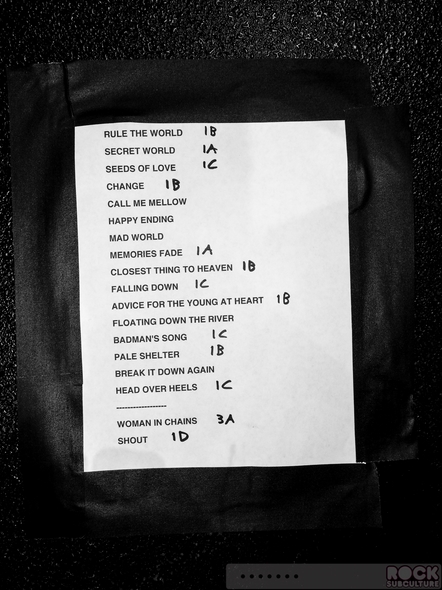 RULE THE WORLD 1B
SECRET WORLD 1A
SEEDS OF LOVE 1C
CHANGE 1B
CALL ME MELLOW
HAPPY ENDING
MAD WORLD
MEMORIES FADE 1A
CLOSEST THING TO HEAVEN 1B
FALLING DOWN 1C
ADVICE FOR THE YOUNG AT HEART 1B
FLOATING DOWN THE RIVER
BADMAN'S SONG 1C
PALE SHELTER 1B
BREAK IT DOWN AGAIN
HEAD OVER HEELS 1C
------------------
WOMAN IN CHAINS 3A
SHOUT 1D
ROCK
SUBCULTURE